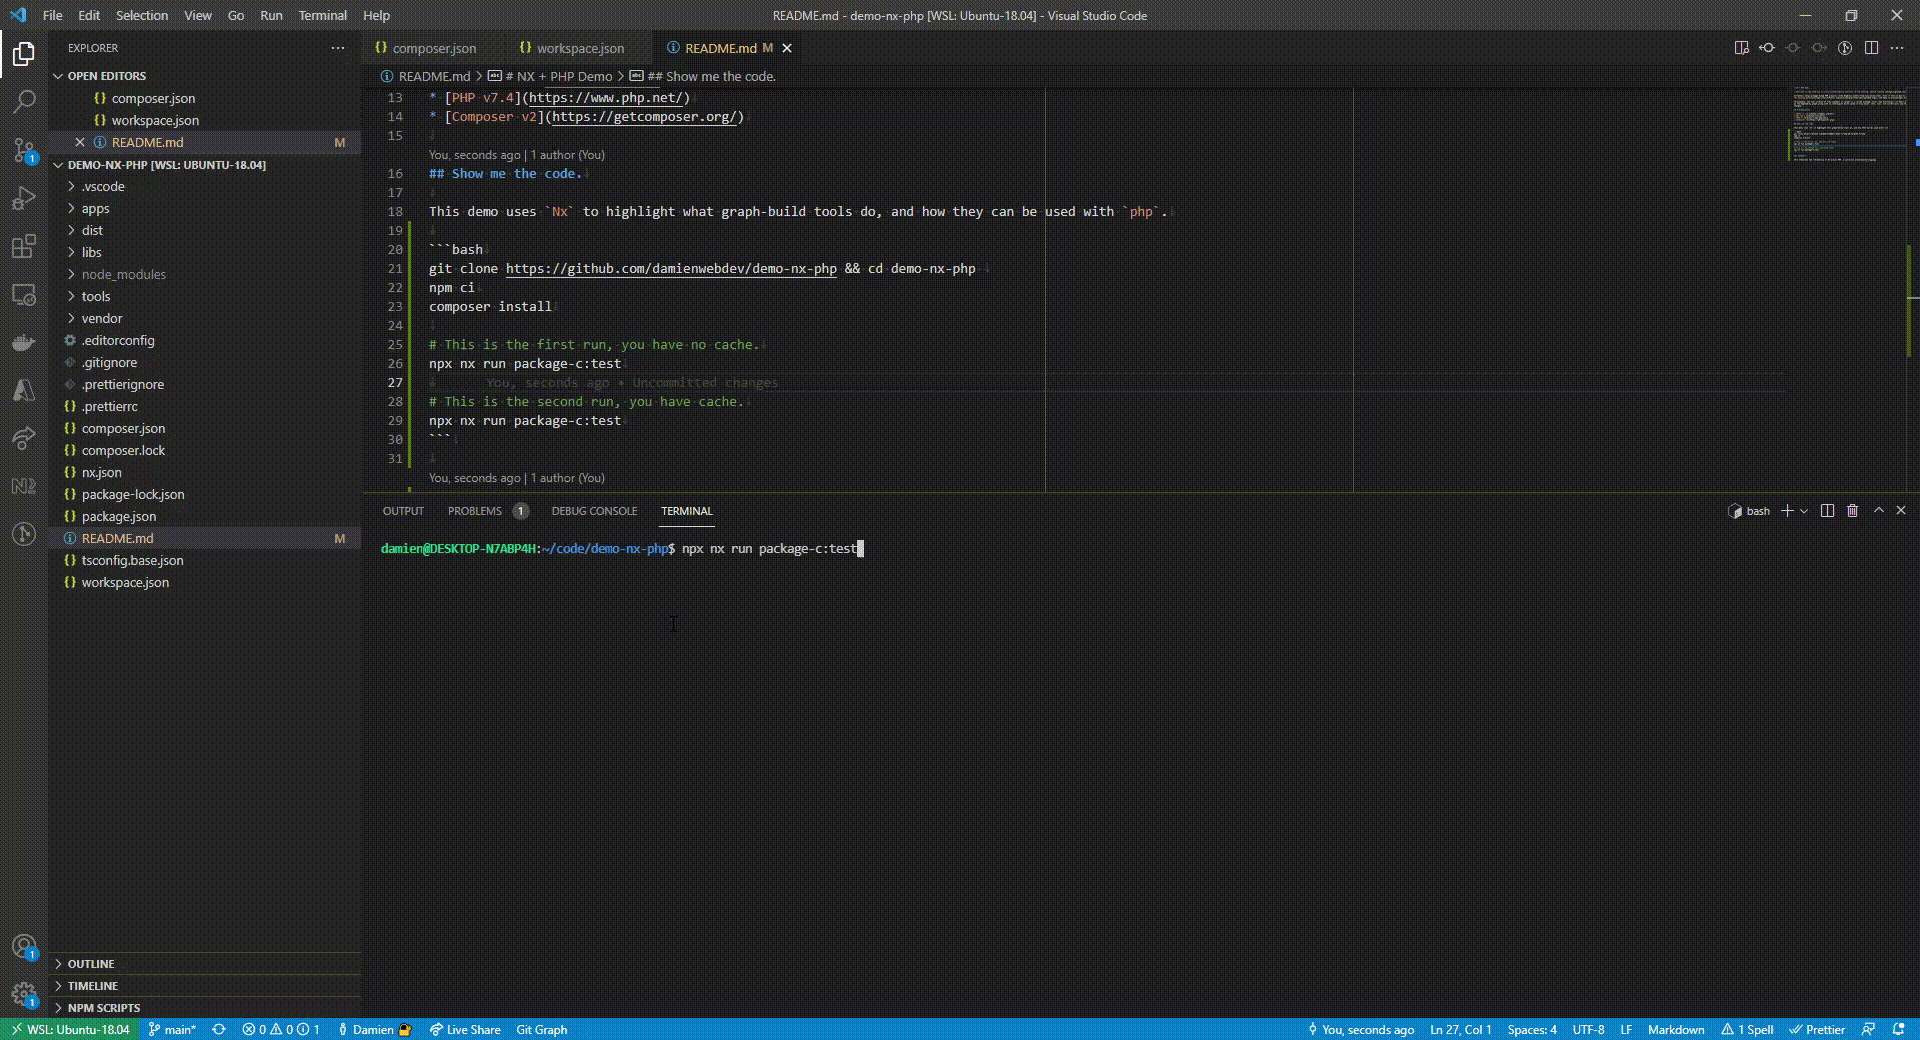 File Edit Selection View Go Run Terminal Help
README.md - demo-nx-php [WSL: Ubuntu-18.04] - Visual Studio Code
EXPLORER
OPEN EDITORS
{} composer.json
{} workspace.json
README.md M
DEMO-NX-PHP [WSL: UBUNTU-18.04]
.vscode
apps
dist
libs
node_modules
tools
vendor
.editorconfig
.gitignore
.prettierignore
{} .prettierrc
{} composer.json
{} composer.lock
{} nx.json
{} package-lock.json
{} package.json
README.md M
{} tsconfig.base.json
{} workspace.json
OUTLINE
TIMELINE
NPM SCRIPTS
1
1
1
{} composer.json {} workspace.json README.md M
README.md > # NX + PHP Demo > ## Show me the code.
13 * [PHP v7.4](https://www.php.net/)
14 * [Composer v2](https://getcomposer.org/)
15
You, seconds ago | 1 author (You)
16 ## Show me the code.
17
18 This demo uses `Nx` to highlight what graph-build tools do, and how they can be used with `php`.
19
20 ```bash
21 git clone https://github.com/damienwebdev/demo-nx-php && cd demo-nx-php
22 npm ci
23 composer install
24
25 # This is the first run, you have no cache.
26 npx nx run package-c:test
27 You, seconds ago • Uncommitted changes
28 # This is the second run, you have cache.
29 npx nx run package-c:test
30 ```
31
You, seconds ago | 1 author (You)
OUTPUT PROBLEMS 1 DEBUG CONSOLE TERMINAL
bash
damien@DESKTOP-N7ABP4H:~/code/demo-nx-php$ npx nx run package-c:test
WSL: Ubuntu-18.04 main* 0 0 1 Damien Live Share Git Graph
You, seconds ago Ln 27, Col 1 Spaces: 4 UTF-8 LF Markdown 1 Spell Prettier